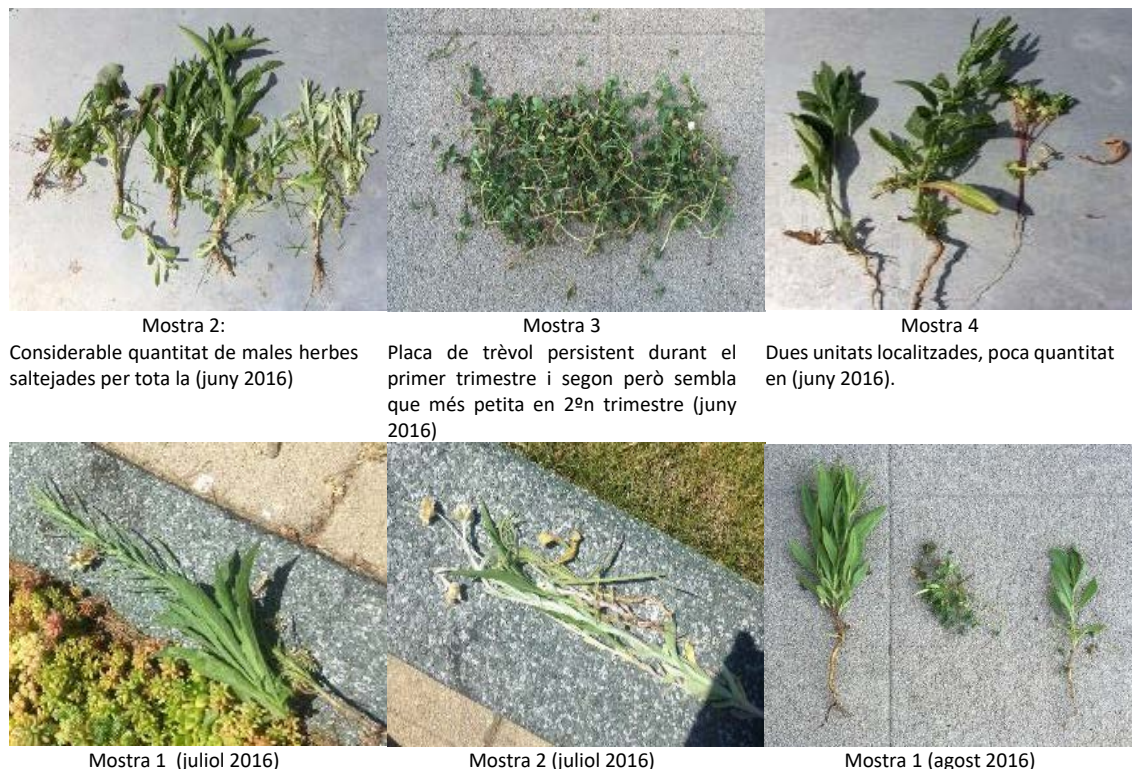 Mostra 2:
Considerable quantitat de males herbes
saltejades per tota la (juny 2016)
Mostra 3
Placa de trèvol persistent durant el
primer trimestre i segon però sembla
que més petita en 2ºn trimestre (juny
2016)
Mostra 4
Dues unitats localitzades, poca quantitat
en (juny 2016).
Mostra 1  (juliol 2016)
Mostra 2 (juliol 2016)
Mostra 1 (agost 2016)